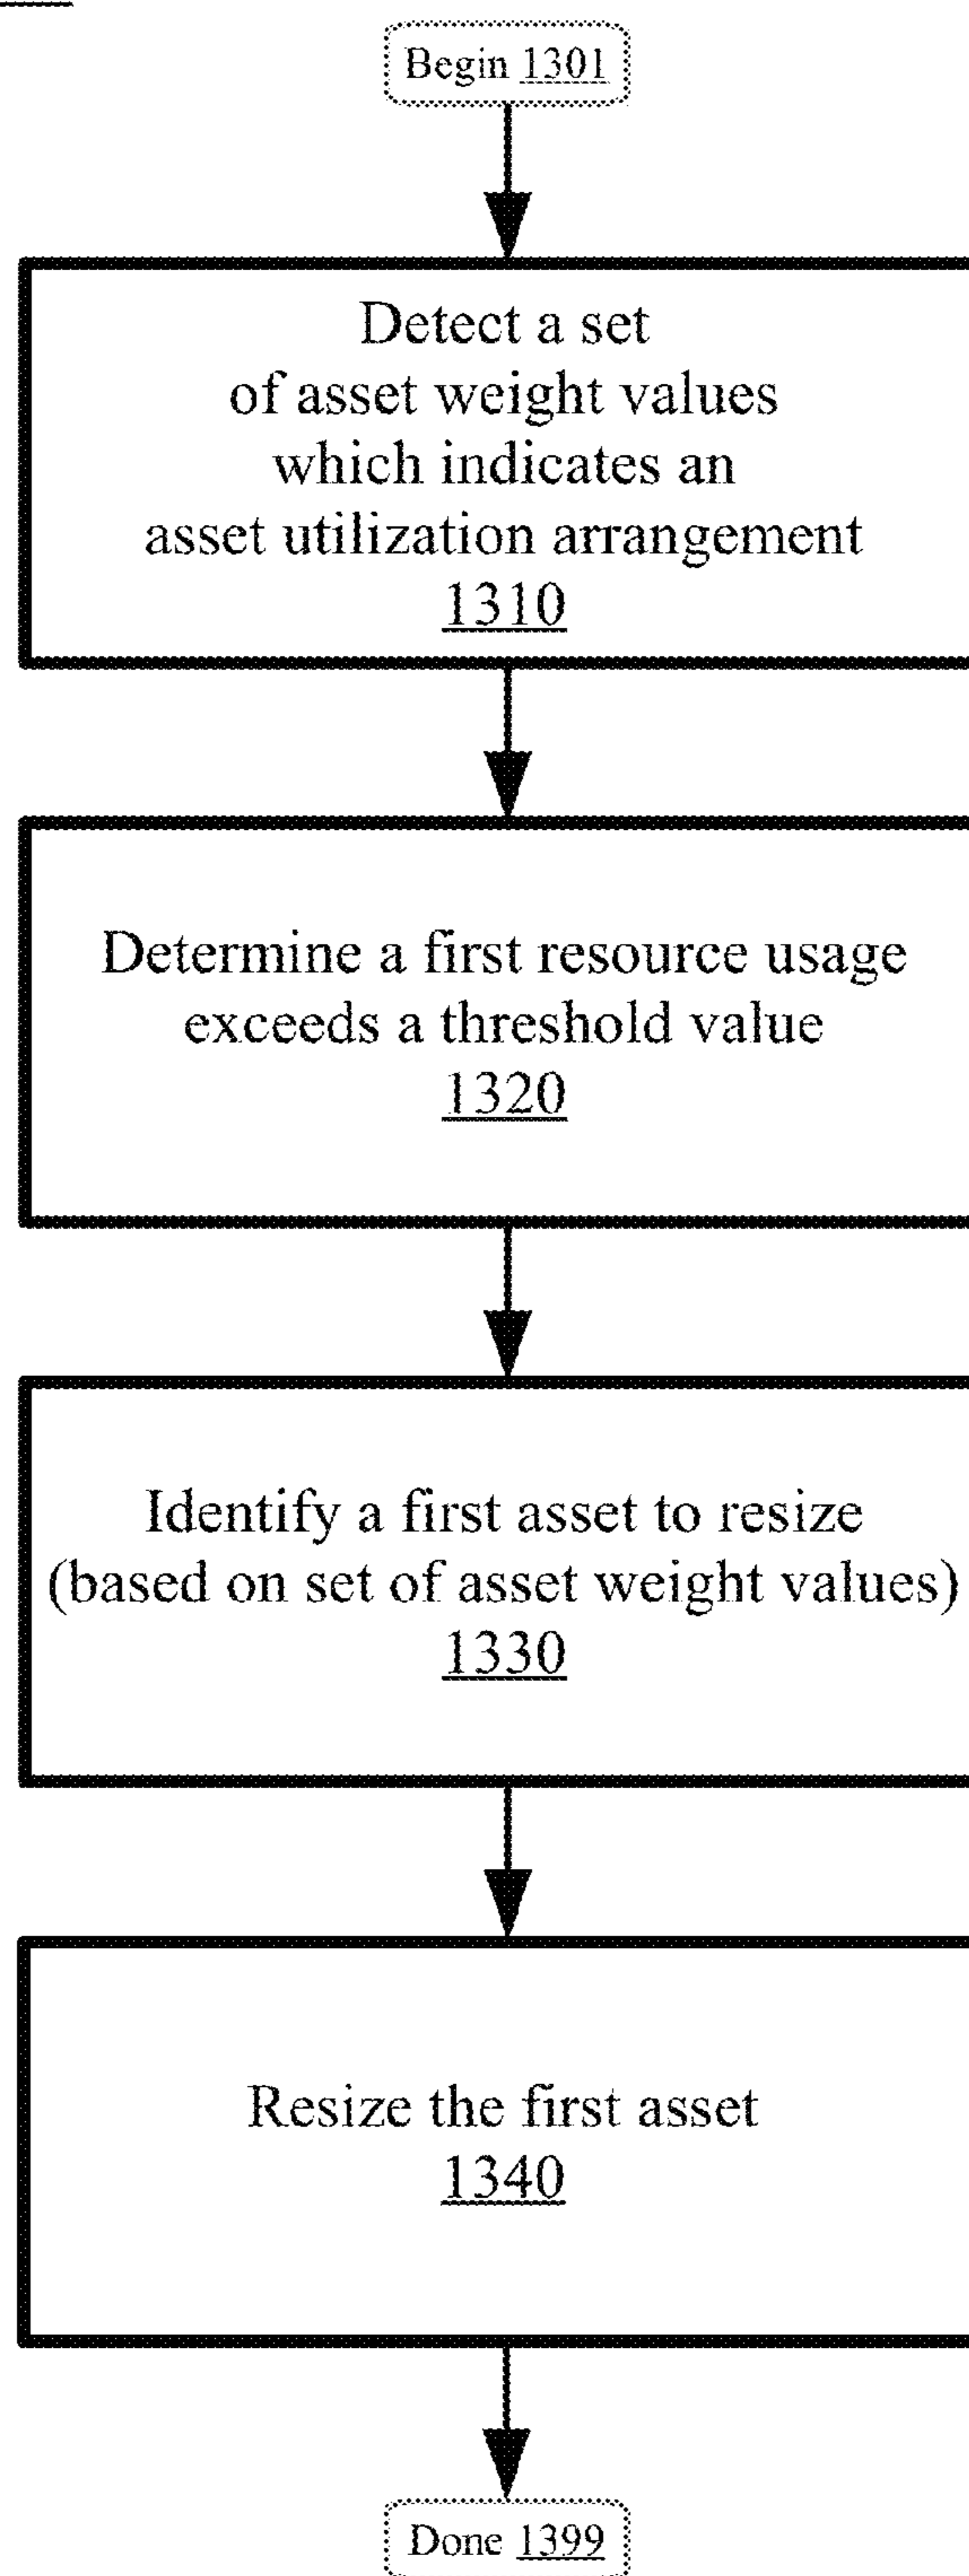 Begin 1301
Detect a set
of asset weight values
which indicates an
asset utilization arrangement
1310
Determine a first resource usage
exceeds a threshold value
1320
Identify a first asset to resize
(based on set of asset weight values)
1330
Resize the first asset
1340
Done 1399